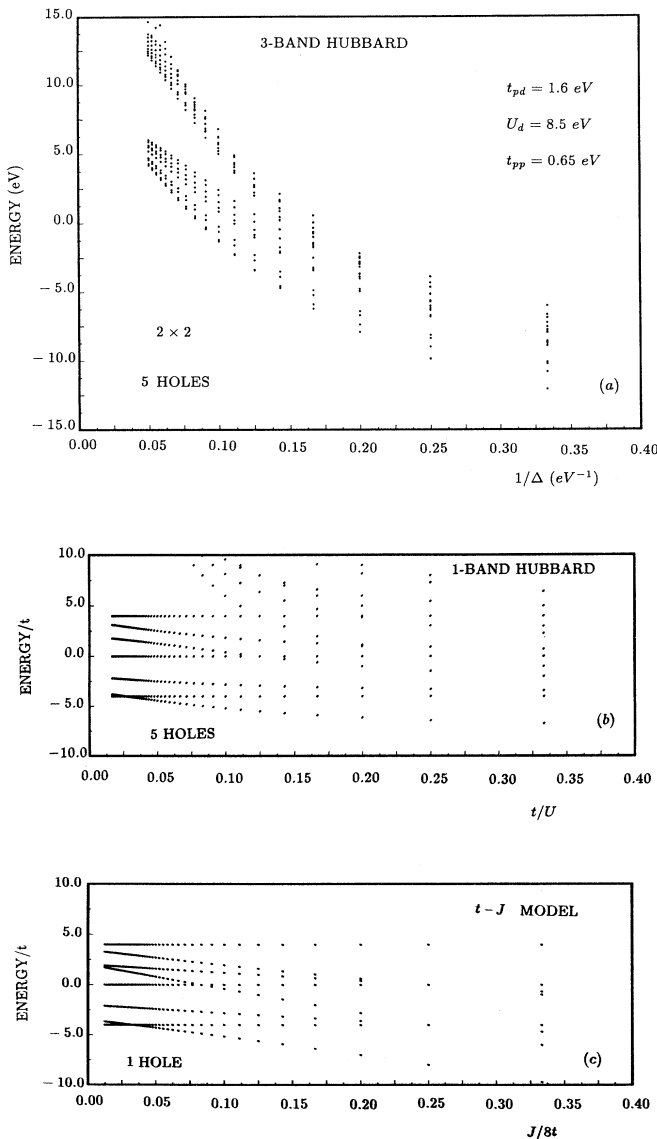 15.0
3-BAND HUBBARD
10.0
t_pd = 1.6 eV
U_d = 8.5 eV
5.0
t_pp = 0.65 eV
ENERGY (eV)
0.0
−5.0
2 × 2
−10.0
5 HOLES
(a)
−15.0
0.00 0.05 0.10 0.15 0.20 0.25 0.30 0.35 0.40
1/Δ (eV⁻¹)
10.0
1-BAND HUBBARD
5.0
ENERGY/t
0.0
−5.0
5 HOLES
(b)
−10.0
0.00 0.05 0.10 0.15 0.20 0.25 0.30 0.35 0.40
t/U
10.0
t−J MODEL
5.0
ENERGY/t
0.0
−5.0
1 HOLE
(c)
−10.0
0.00 0.05 0.10 0.15 0.20 0.25 0.30 0.35 0.40
J/8t